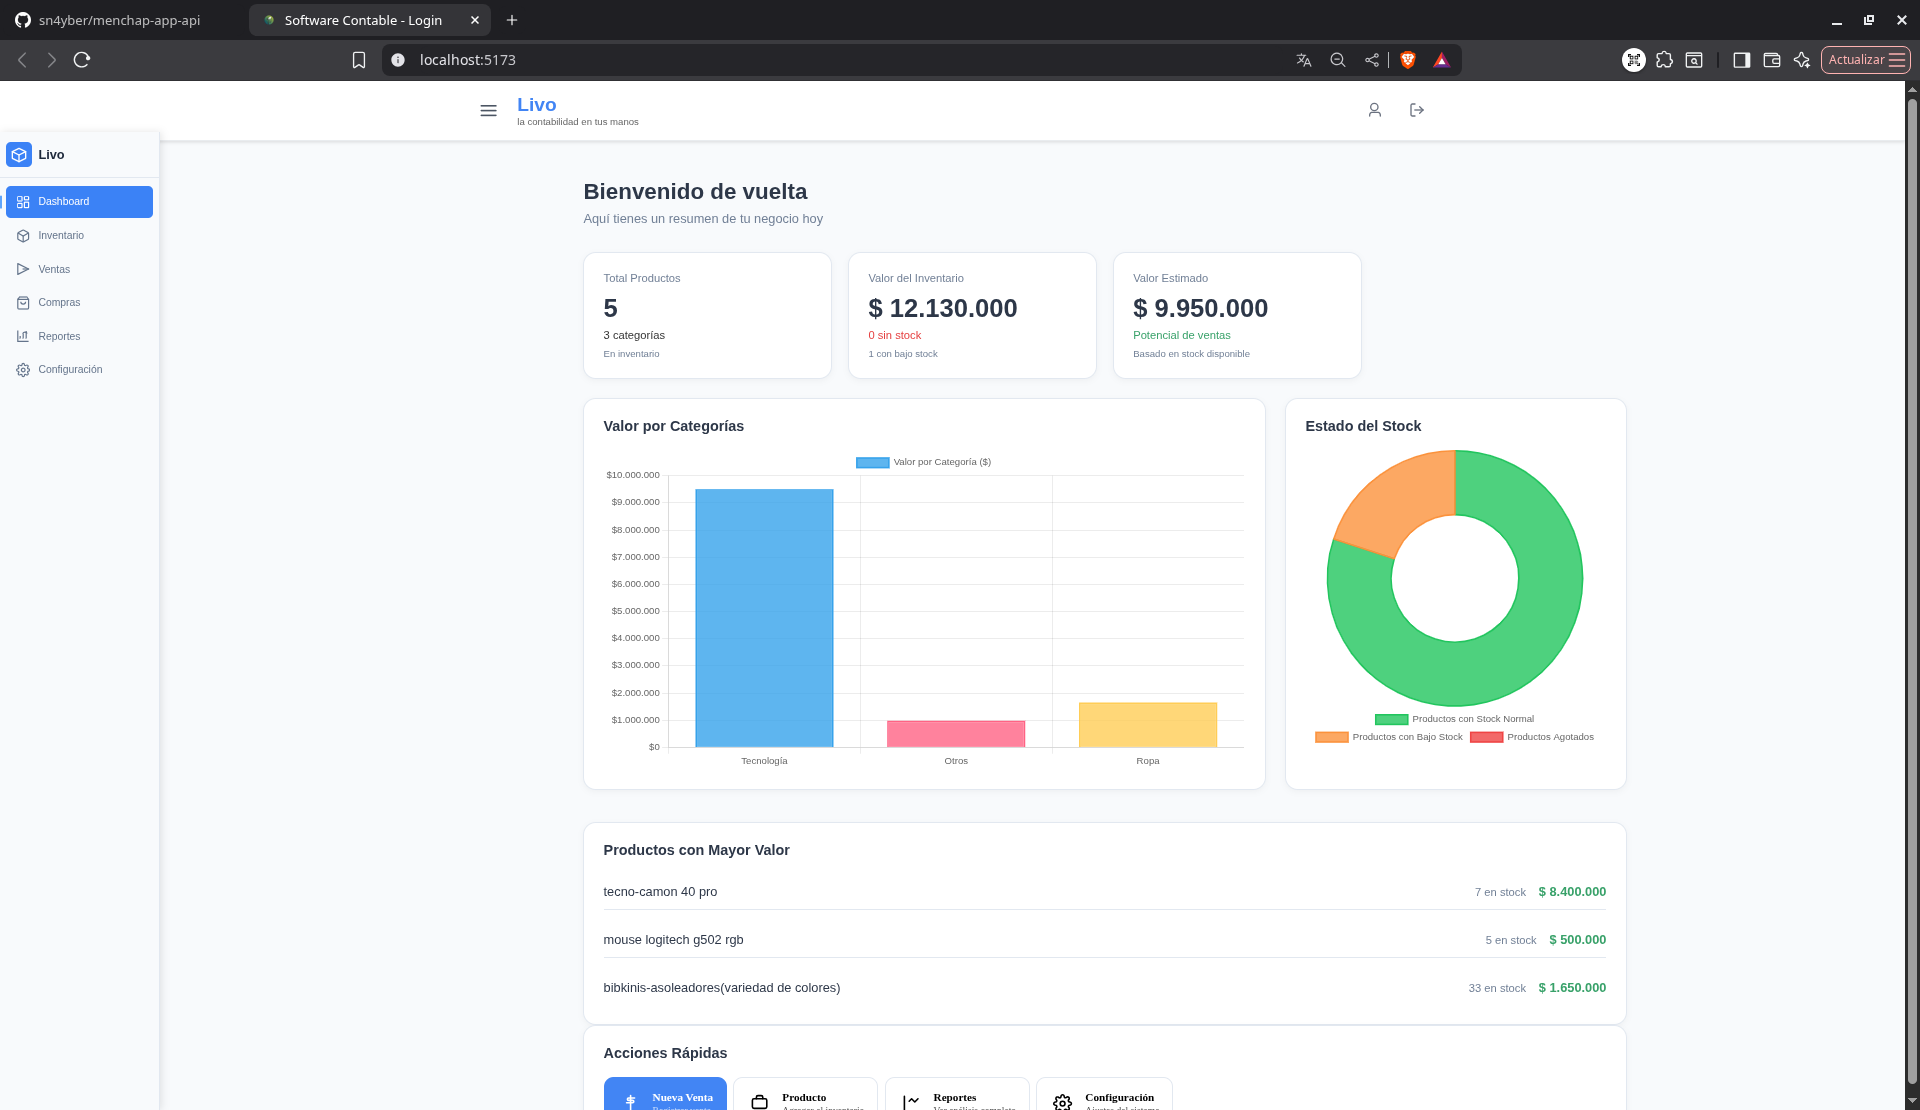 sn4yber/menchap-app-api
Software Contable - Login
localhost:5173
Actualizar
Livo
la contabilidad en tus manos
Livo
Dashboard
Inventario
Ventas
Compras
Reportes
Configuración
Bienvenido de vuelta
Aquí tienes un resumen de tu negocio hoy
Total Productos
5
3 categorías
En inventario
Valor del Inventario
$ 12.130.000
0 sin stock
1 con bajo stock
Valor Estimado
$ 9.950.000
Potencial de ventas
Basado en stock disponible
Valor por Categorías
Valor por Categoría ($)
$10.000.000
$9.000.000
$8.000.000
$7.000.000
$6.000.000
$5.000.000
$4.000.000
$3.000.000
$2.000.000
$1.000.000
$0
Tecnología
Otros
Ropa
Estado del Stock
Productos con Stock Normal
Productos con Bajo Stock
Productos Agotados
Productos con Mayor Valor
tecno-camon 40 pro 7 en stock $ 8.400.000
mouse logitech g502 rgb 5 en stock $ 500.000
bibkinis-asoleadores(variedad de colores) 33 en stock $ 1.650.000
Acciones Rápidas
Nueva Venta
Producto
Reportes
Configuración